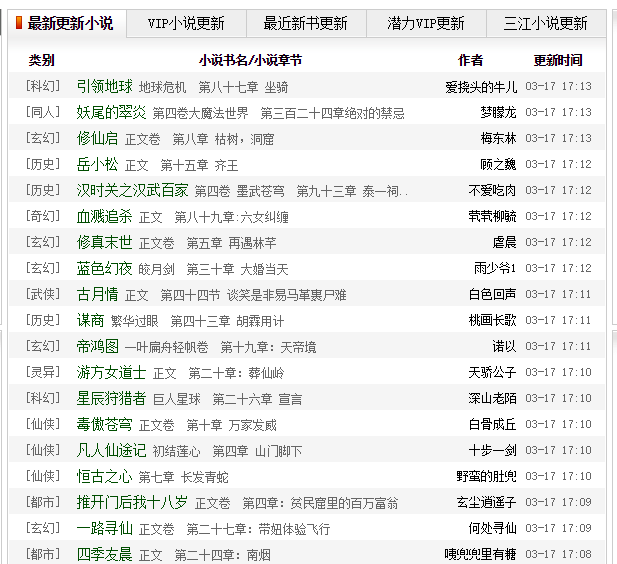 最新更新小说 VIP小说更新 最近新书更新 潜力VIP更新 三江小说更新
类别 小说书名/小说章节 作者 更新时间
[科幻] 引领地球 地球危机 第八十七章 坐骑 爱挠头的牛儿 03-17 17:13
[同人] 妖尾的翠炎 第四卷大魔法世界 第三百二十四章绝对的禁忌 梦朦龙 03-17 17:13
[玄幻] 修仙启 正文卷 第八章 枯树，洞窟 梅东林 03-17 17:13
[历史] 岳小松 正文 第十五章 齐王 顾之魏 03-17 17:12
[历史] 汉时关之汉武百家 第四卷 墨武苍穹 第九十三章 泰一祠.. 不爱吃肉 03-17 17:12
[奇幻] 血溅追杀 正文 第八十九章:六女纠缠 茕茕柳毓 03-17 17:12
[玄幻] 修真末世 正文卷 第五章 再遇林芊 虐晨 03-17 17:12
[玄幻] 蓝色幻夜 皎月剑 第三十章 大婚当天 雨少爷1 03-17 17:12
[武侠] 古月情 正文 第四十四节 谈笑是非易马革裹尸难 白色回声 03-17 17:11
[历史] 谋商 繁华过眼 第四十三章 胡霖用计 桃画长歌 03-17 17:11
[玄幻] 帝鸿图 一叶扁舟轻帆卷 第十九章：天帝境 诺以 03-17 17:11
[灵异] 游方女道士 正文 第二十章：葬仙岭 天骄公子 03-17 17:10
[科幻] 星辰狩猎者 巨人星球 第二十六章 宣言 深山老陌 03-17 17:10
[仙侠] 毒傲苍穹 正文卷 第十章 万家发威 白骨成丘 03-17 17:10
[仙侠] 凡人仙途记 初结莲心 第四章 山门脚下 十步一剑 03-17 17:10
[仙侠] 恒古之心 第七章 长发青蛇 野蛮的肚兜 03-17 17:10
[都市] 推开门后我十八岁 正文卷 第四章：贫民窟里的百万富翁 玄尘逍遥子 03-17 17:09
[玄幻] 一路寻仙 正文卷 第二十七章：带妞体验飞行 何处寻仙 03-17 17:09
[都市] 四季友晨 正文 第二十四章：南烟 咦兜兜里有糖 03-17 17:08